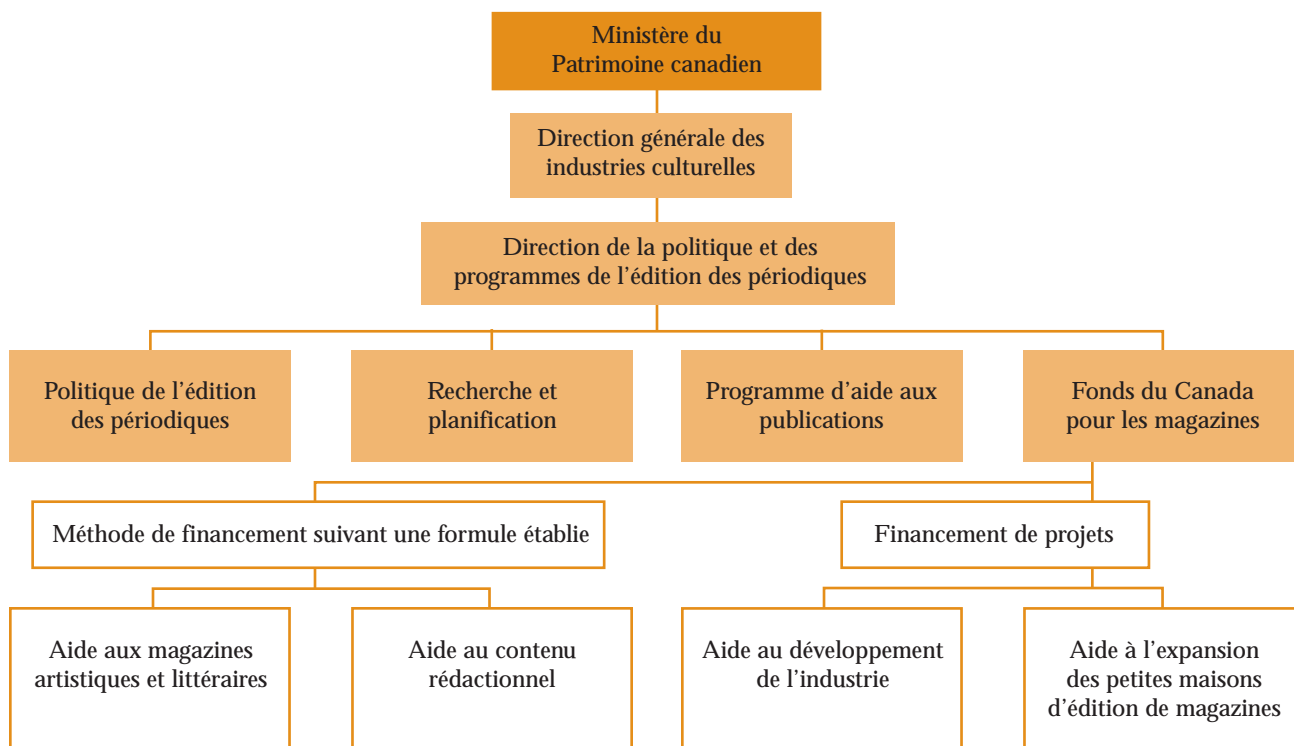 Ministère du
Patrimoine canadien
Direction générale des
industries culturelles
Direction de la politique et des
programmes de l’édition des périodiques
Politique de l’édition
des périodiques
Recherche et
planification
Programme d’aide aux
publications
Fonds du Canada
pour les magazines
Méthode de financement suivant une formule établie
Financement de projets
Aide aux magazines
artistiques et littéraires
Aide au contenu
rédactionnel
Aide au développement
de l’industrie
Aide à l’expansion
des petites maisons
d’édition de magazines